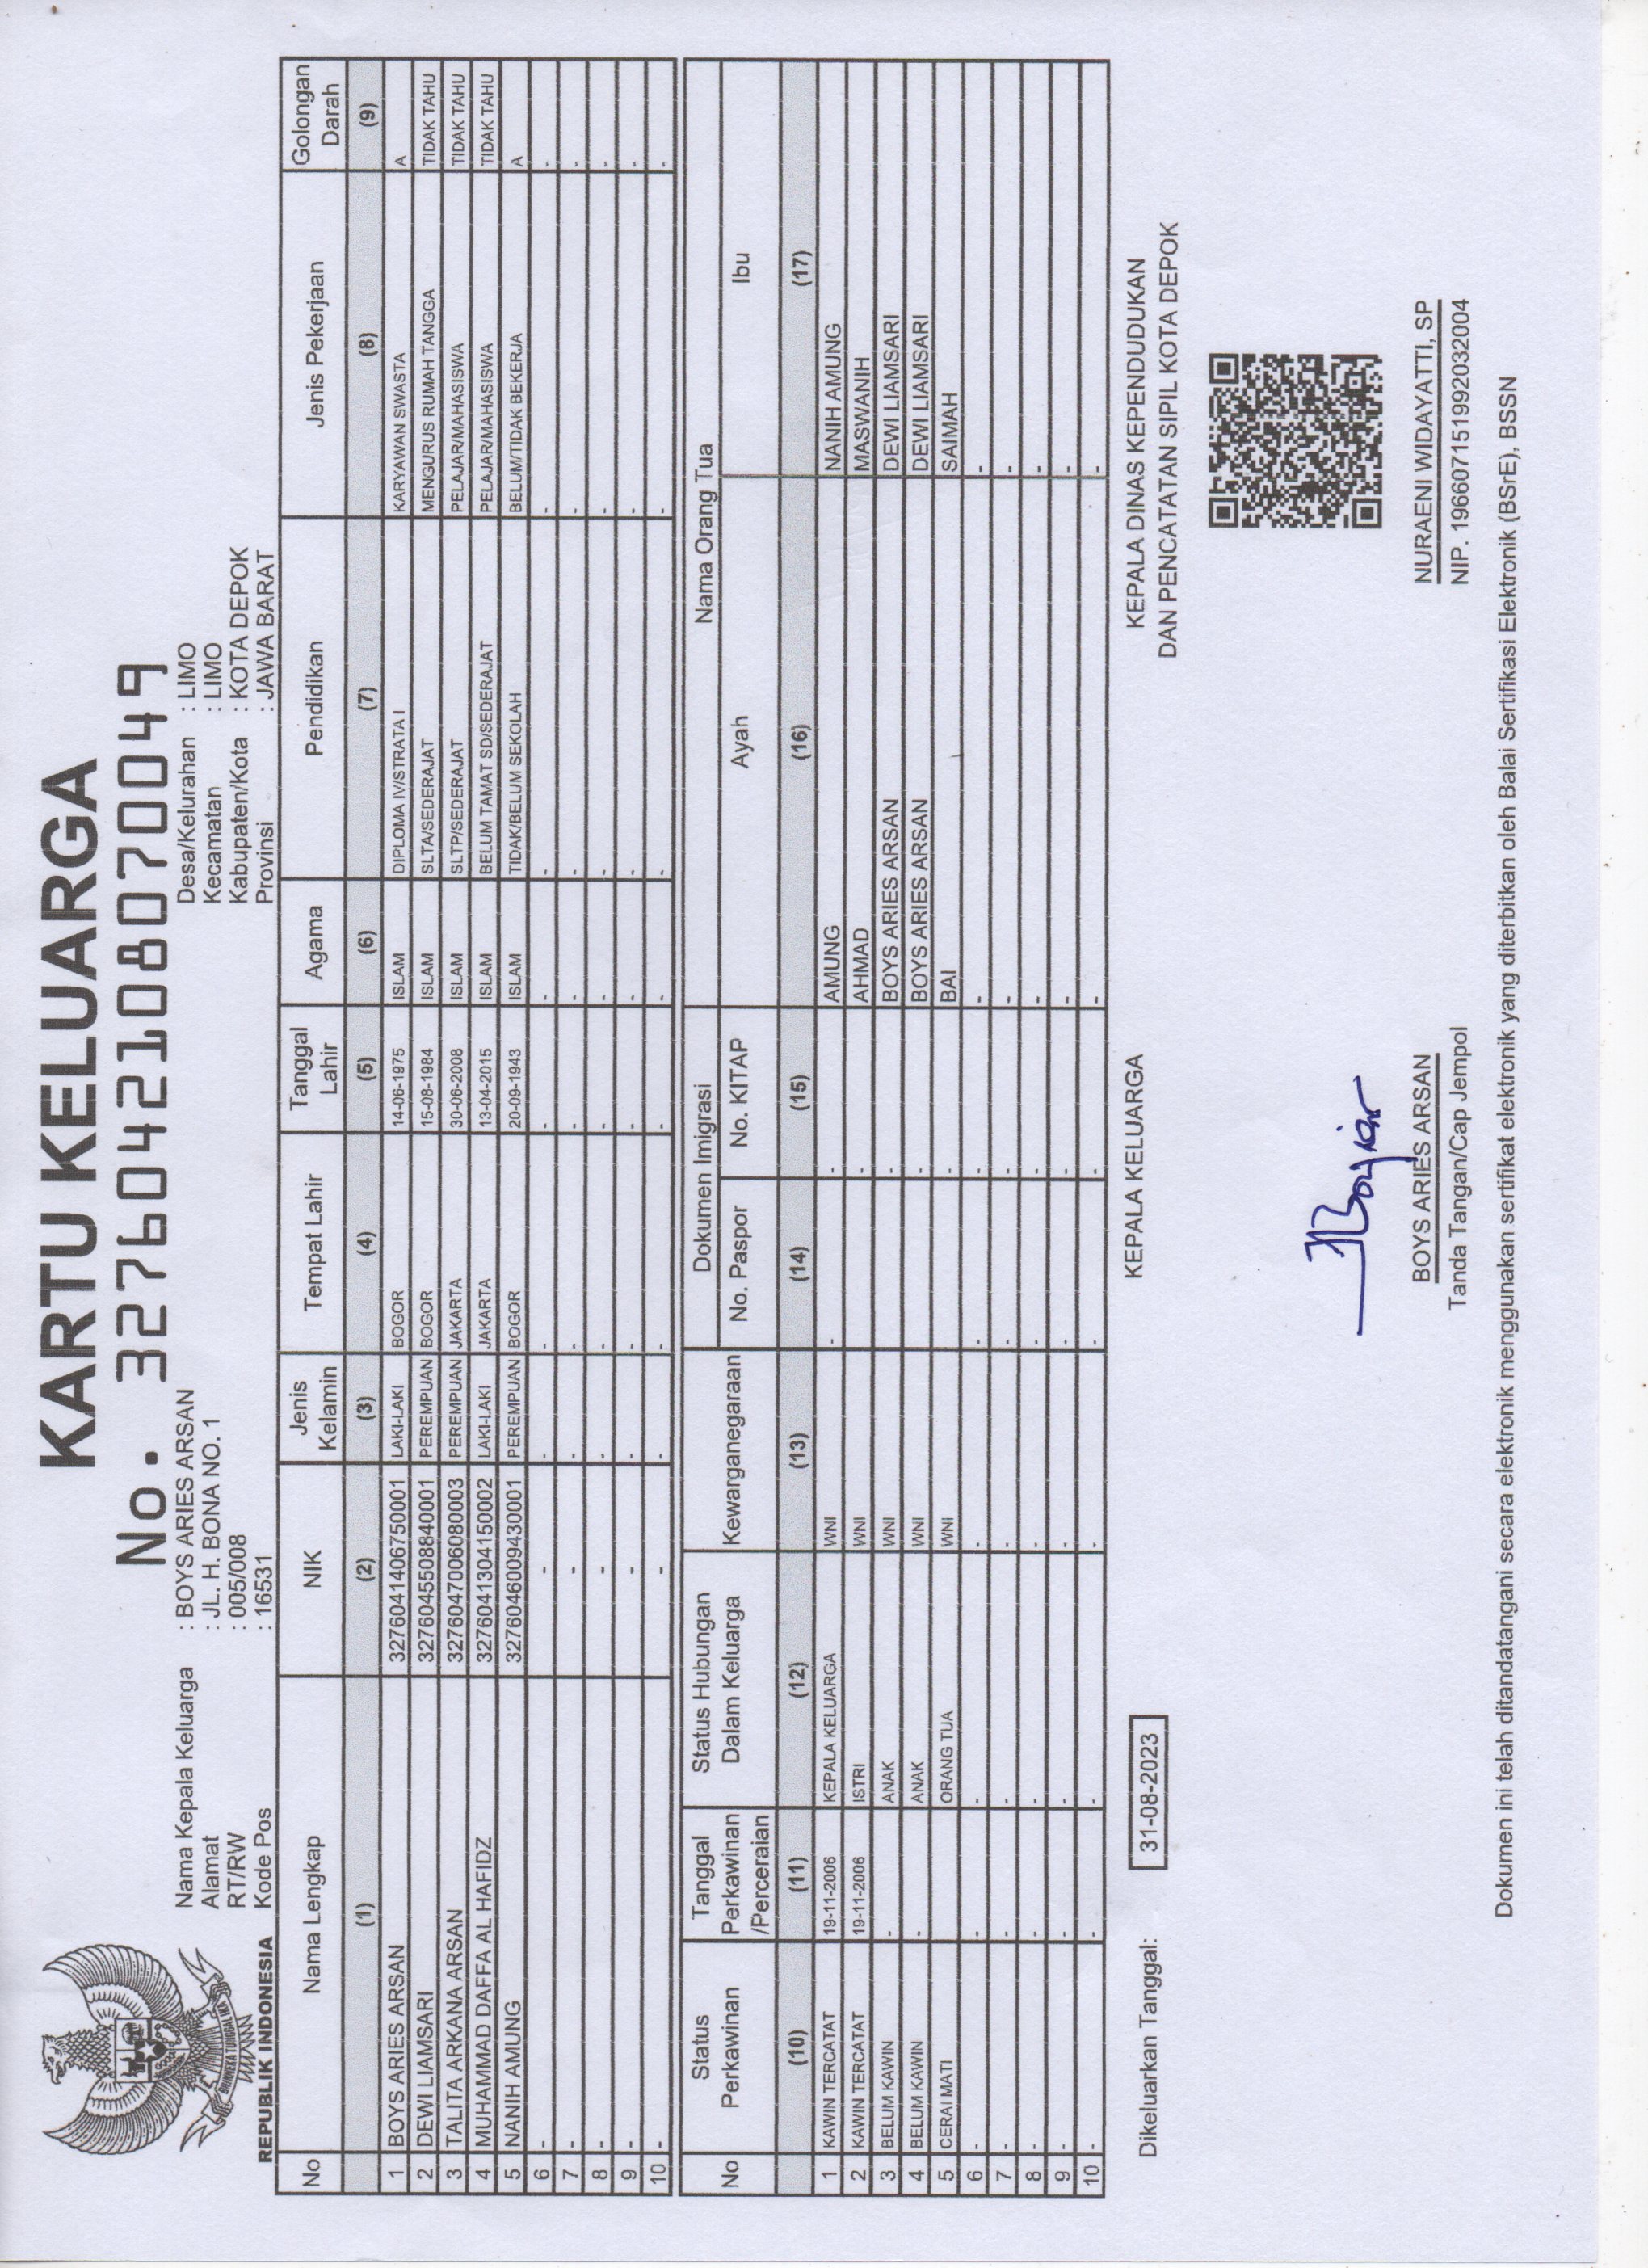 KARTU KELUARGA
No. 3276042108070049
REPUBLIK INDONESIA
Nama Kepala Keluarga : BOYS ARIES ARSAN
Alamat : JL. H. BONA NO. 1
RT/RW : 005/008
Kode Pos : 16531
Desa/Kelurahan : LIMO
Kecamatan : LIMO
Kabupaten/Kota : KOTA DEPOK
Provinsi : JAWA BARAT
No Nama Lengkap NIK Jenis Kelamin Tempat Lahir Tanggal Lahir Agama Pendidikan Jenis Pekerjaan Golongan Darah
(1) (2) (3) (4) (5) (6) (7) (8) (9)
1 BOYS ARIES ARSAN 3276041406750001 LAKI-LAKI BOGOR 14-06-1975 ISLAM DIPLOMA IV/STRATA I KARYAWAN SWASTA A
2 DEWI LIAMSARI 3276045508840001 PEREMPUAN BOGOR 15-08-1984 ISLAM SLTA/SEDERAJAT MENGURUS RUMAH TANGGA TIDAK TAHU
3 TALITA ARKANA ARSAN 3276047006080003 PEREMPUAN JAKARTA 30-06-2008 ISLAM SLTP/SEDERAJAT PELAJAR/MAHASISWA TIDAK TAHU
4 MUHAMMAD DAFFA AL HAFIDZ 3276041304150002 LAKI-LAKI JAKARTA 13-04-2015 ISLAM BELUM TAMAT SD/SEDERAJAT PELAJAR/MAHASISWA TIDAK TAHU
5 NANIH AMUNG 3276046009430001 PEREMPUAN BOGOR 20-09-1943 ISLAM TIDAK/BELUM SEKOLAH BELUM/TIDAK BEKERJA A
6 - - - - - - - - -
7 - - - - - - - - -
8 - - - - - - - - -
9 - - - - - - - - -
10 - - - - - - - - -
No Status Perkawinan Tanggal Perkawinan /Perceraian Status Hubungan Dalam Keluarga Kewarganegaraan Dokumen Imigrasi No. Paspor No. KITAP Nama Orang Tua Ayah Ibu
(10) (11) (12) (13) (14) (15) (16) (17)
1 KAWIN TERCATAT 19-11-2006 KEPALA KELUARGA WNI - - AMUNG NANIH AMUNG
2 KAWIN TERCATAT 19-11-2006 ISTRI WNI - AHMAD MASWANIH
3 BELUM KAWIN - ANAK WNI - BOYS ARIES ARSAN DEWI LIAMSARI
4 BELUM KAWIN - ANAK WNI - BOYS ARIES ARSAN DEWI LIAMSARI
5 CERAI MATI ORANG TUA WNI - BAI SAIMAH
6 - - - - - - - -
7 - - - - - - - -
8 - - - - - - - -
9 - - - - - - - -
10 - - - - - - - -
Dikeluarkan Tanggal: 31-08-2023
KEPALA KELUARGA
BOYS ARIES ARSAN
Tanda Tangan/Cap Jempol
KEPALA DINAS KEPENDUDUKAN
DAN PENCATATAN SIPIL KOTA DEPOK
NURAENI WIDAYATTI, SP
NIP. 196607151992032004
Dokumen ini telah ditandatangani secara elektronik menggunakan sertifikat elektronik yang diterbitkan oleh Balai Sertifikasi Elektronik (BSrE), BSSN